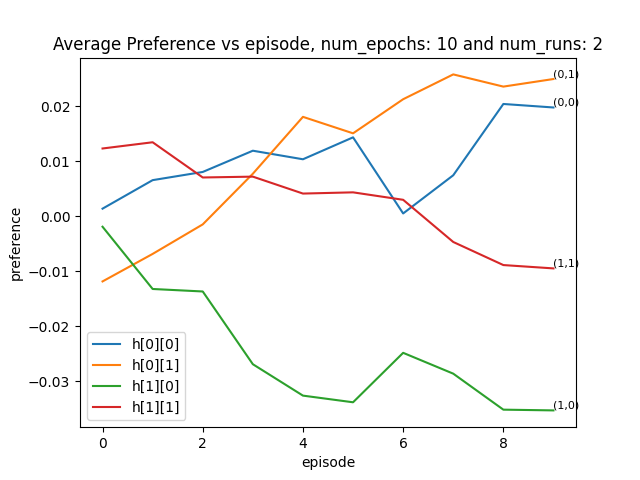 Average Preference vs episode, num_epochs: 10 and num_runs: 2
preference
0.02
0.01
0.00
−0.01
−0.02
−0.03
(0,1)
(0,0)
(1,1)
(1,0)
h[0][0]
h[0][1]
h[1][0]
h[1][1]
0 2 4 6 8
episode